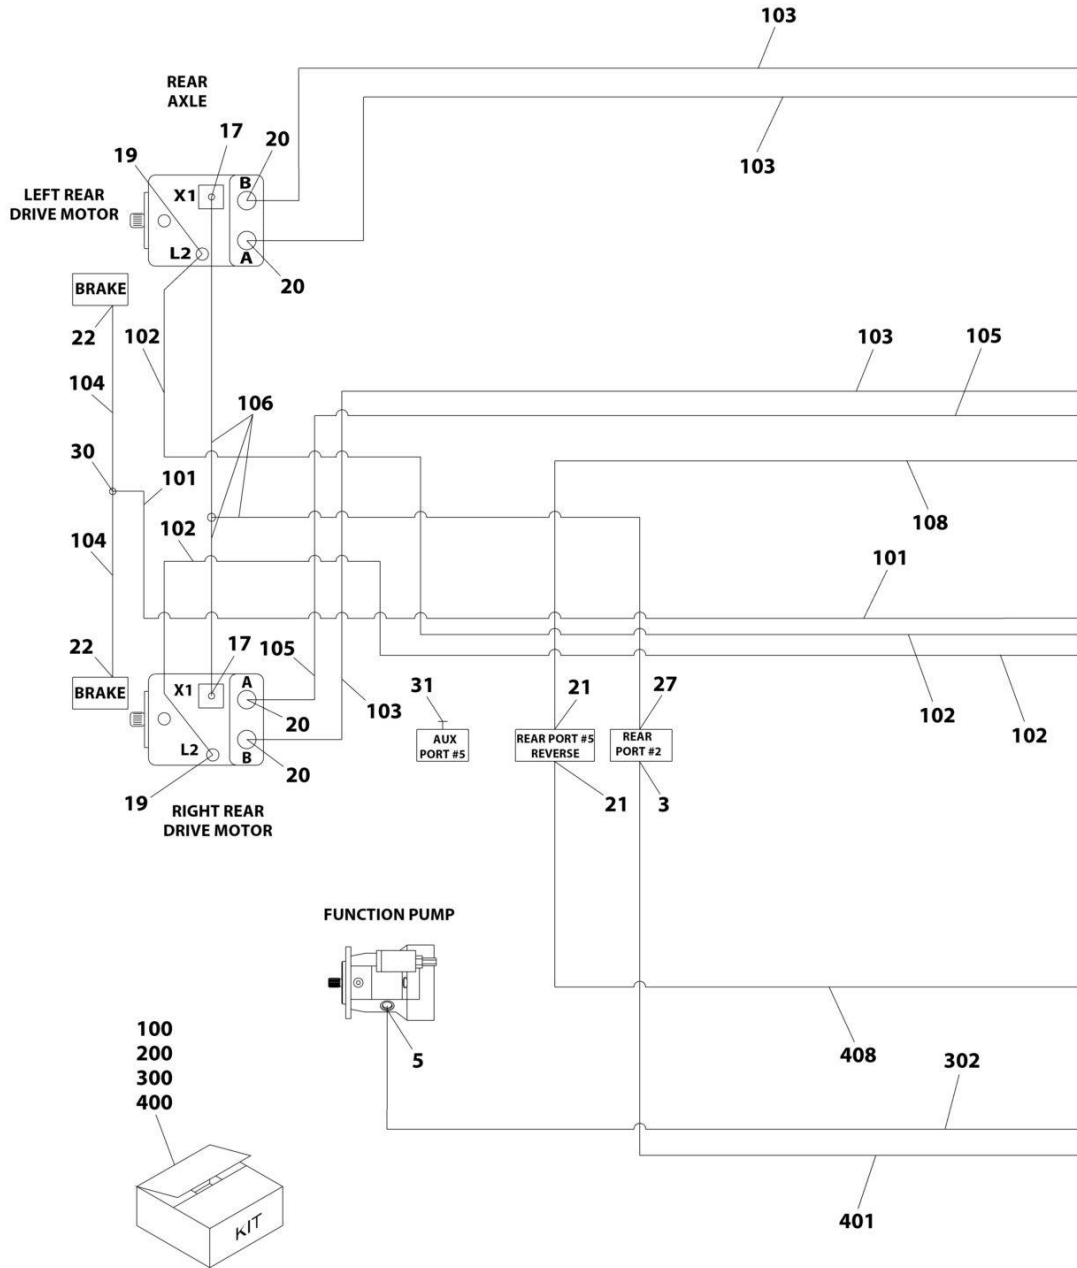 103
REAR
AXLE
17
20
103
19
B
X1
LEFT REAR
DRIVE MOTOR
L2
A
20
BRAKE
22
102
103
105
104
106
30
101
108
102
104
101
22
17
105
BRAKE
X1
A
20
103
31
21
27
102
102
AUX
PORT #5
REAR PORT #5
REVERSE
REAR
PORT #2
L2
B
20
19
21
3
RIGHT REAR
DRIVE MOTOR
FUNCTION PUMP
5
408
302
100
200
300
400
401
KIT